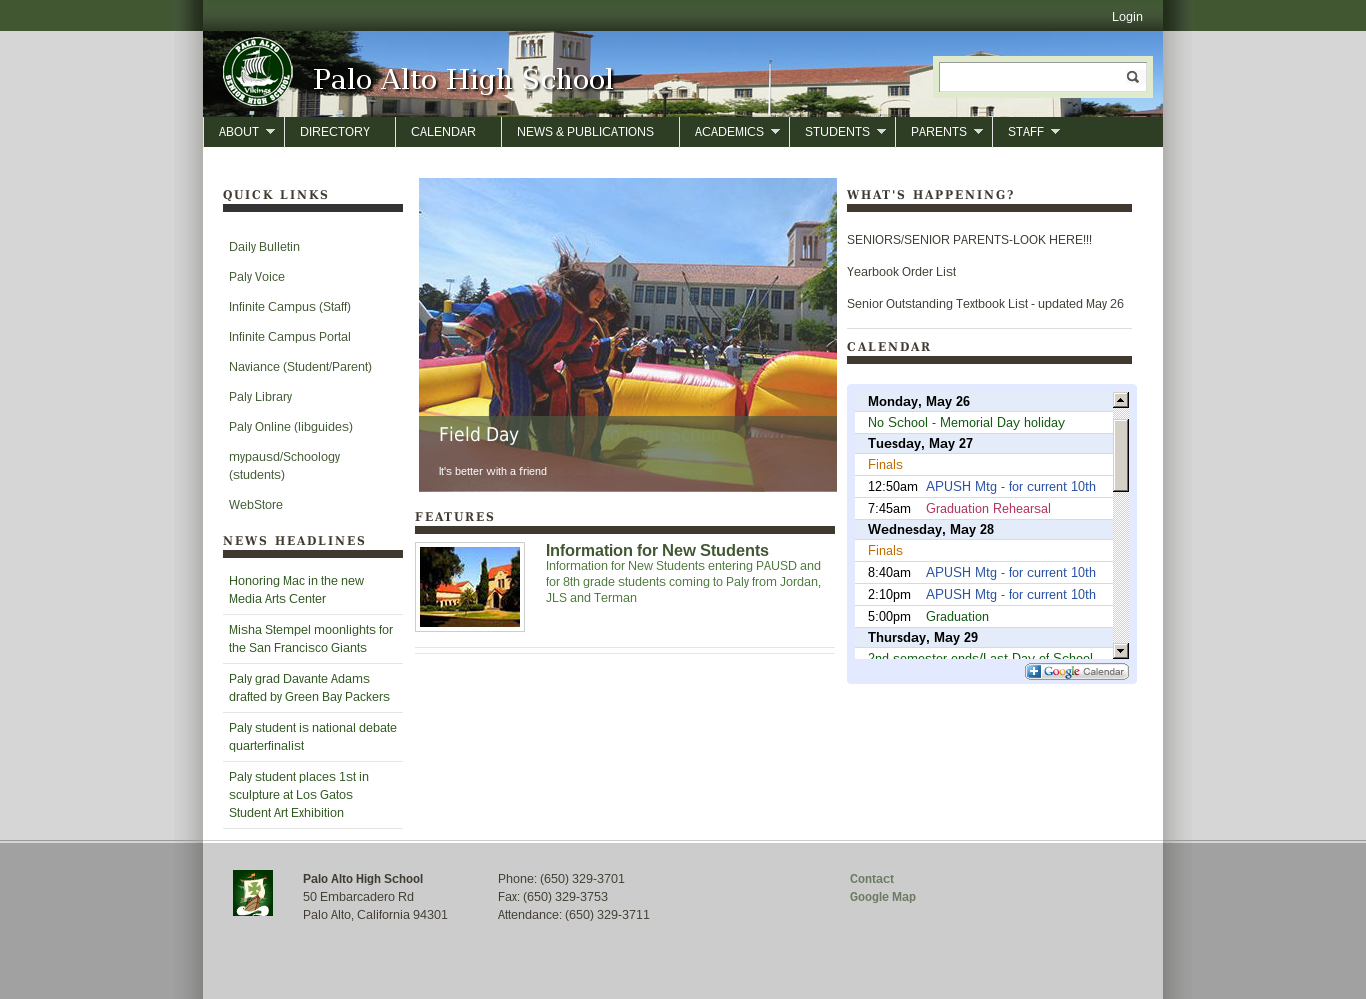 Login
PALO ALTO
Vikings
SENIOR HIGH SCHOOL
Palo Alto High School
ABOUT DIRECTORY CALENDAR NEWS & PUBLICATIONS ACADEMICS STUDENTS PARENTS STAFF
QUICK LINKS
Daily Bulletin
Paly Voice
Infinite Campus (Staff)
Infinite Campus Portal
Naviance (Student/Parent)
Paly Library
Paly Online (libguides)
mypausd/Schoology
(students)
WebStore
NEWS HEADLINES
Honoring Mac in the new
Media Arts Center
Misha Stempel moonlights for
the San Francisco Giants
Paly grad Davante Adams
drafted by Green Bay Packers
Paly student is national debate
quarterfinalist
Paly student places 1st in
sculpture at Los Gatos
Student Art Exhibition
Field Day
It's better with a friend
FEATURES
Information for New Students
Information for New Students entering PAUSD and
for 8th grade students coming to Paly from Jordan,
JLS and Terman
WHAT'S HAPPENING?
SENIORS/SENIOR PARENTS-LOOK HERE!!!
Yearbook Order List
Senior Outstanding Textbook List - updated May 26
CALENDAR
Monday, May 26
No School - Memorial Day holiday
Tuesday, May 27
Finals
12:50am APUSH Mtg - for current 10th
7:45am Graduation Rehearsal
Wednesday, May 28
Finals
8:40am APUSH Mtg - for current 10th
2:10pm APUSH Mtg - for current 10th
5:00pm Graduation
Thursday, May 29
2nd semester ends/Last Day of School
Google Calendar
Palo Alto High School
50 Embarcadero Rd
Palo Alto, California 94301
Phone: (650) 329-3701
Fax: (650) 329-3753
Attendance: (650) 329-3711
Contact
Google Map